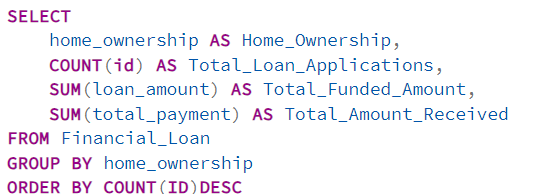 SELECT
home_ownership AS Home_Ownership,
COUNT(id) AS Total_Loan_Applications,
SUM(loan_amount) AS Total_Funded_Amount,
SUM(total_payment) AS Total_Amount_Received
FROM Financial_Loan
GROUP BY home_ownership
ORDER BY COUNT(ID)DESC